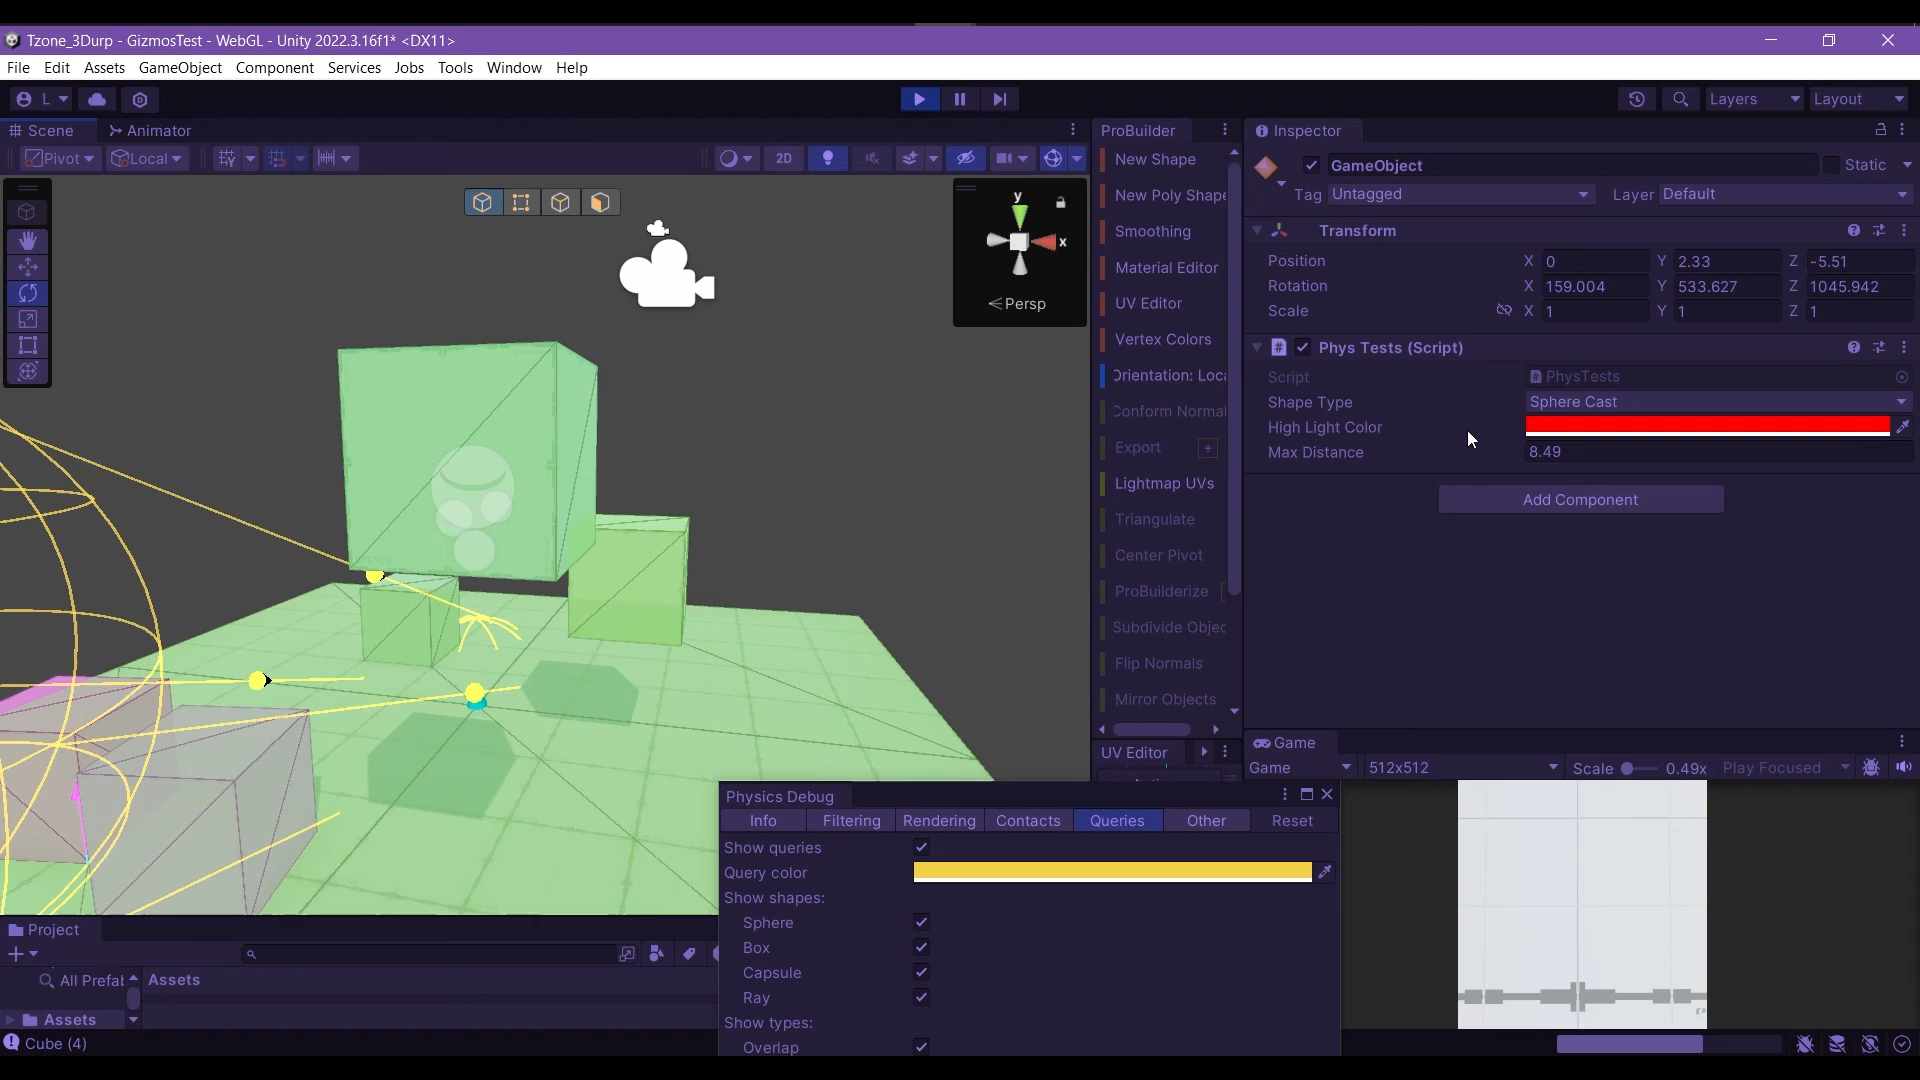 Tzone_3Durp - GizmosTest - WebGL - Unity 2022.3.16f1* <DX11>
File Edit Assets GameObject Component Services Jobs Tools Window Help
L
Layers
Layout
Scene
Animator
Pivot
Local
2D
y
x
Persp
ProBuilder
New Shape
New Poly Shape
Smoothing
Material Editor
UV Editor
Vertex Colors
Orientation: Loca
Conform Normal
Export
+
Lightmap UVs
Triangulate
Center Pivot
ProBuilderize
Subdivide Objec
Flip Normals
Mirror Objects
UV Editor
Inspector
GameObject
Static
Tag Untagged
Layer Default
Transform
Position X 0 Y 2.33 Z -5.51
Rotation X 159.004 Y 533.627 Z 1045.942
Scale X 1 Y 1 Z 1
Phys Tests (Script)
Script PhysTests
Shape Type Sphere Cast
High Light Color
Max Distance 8.49
Add Component
Game
Game 512x512 Scale 0.49x Play Focused
Physics Debug
Info Filtering Rendering Contacts Queries Other Reset
Show queries
Query color
Show shapes:
Sphere
Box
Capsule
Ray
Show types:
Overlap
Project
All Prefab
Assets
Assets
Cube (4)